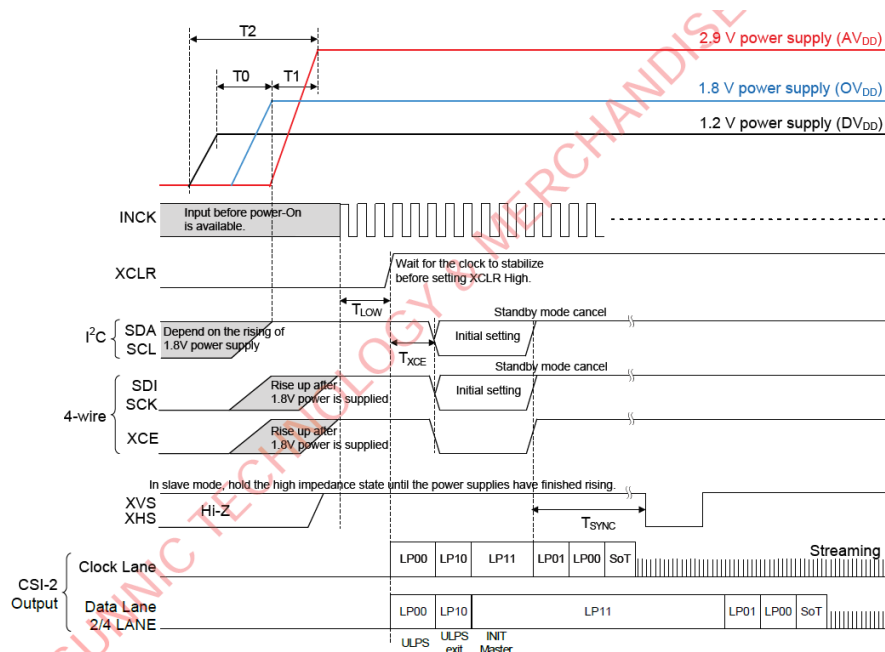 T2
2.9 V power supply (AVDD)
T0 T1
1.8 V power supply (OVDD)
1.2 V power supply (DVDD)
INCK
Input before power-On
is available.
XCLR
Wait for the clock to stabilize
before setting XCLR High.
TLOW
Standby mode cancel
I²C
SDA
SCL
Depend on the rising of
1.8V power supply
Initial setting
TXCE
Standby mode cancel
4-wire
SDI
SCK
Rise up after
1.8V power is supplied
Initial setting
XCE
Rise up after
1.8V power is supplied
In slave mode, hold the high impedance state until the power supplies have finished rising.
XVS
XHS
Hi-Z
TSYNC
CSI-2
Output
Clock Lane
LP00 LP10 LP11 LP01 LP00 SoT
Streaming
Data Lane
2/4 LANE
LP00 LP10 LP11 LP01 LP00 SoT
ULPS
ULPS
exit
INIT
Master
SUNNIC TECHNOLOGY & MERCHANDISE